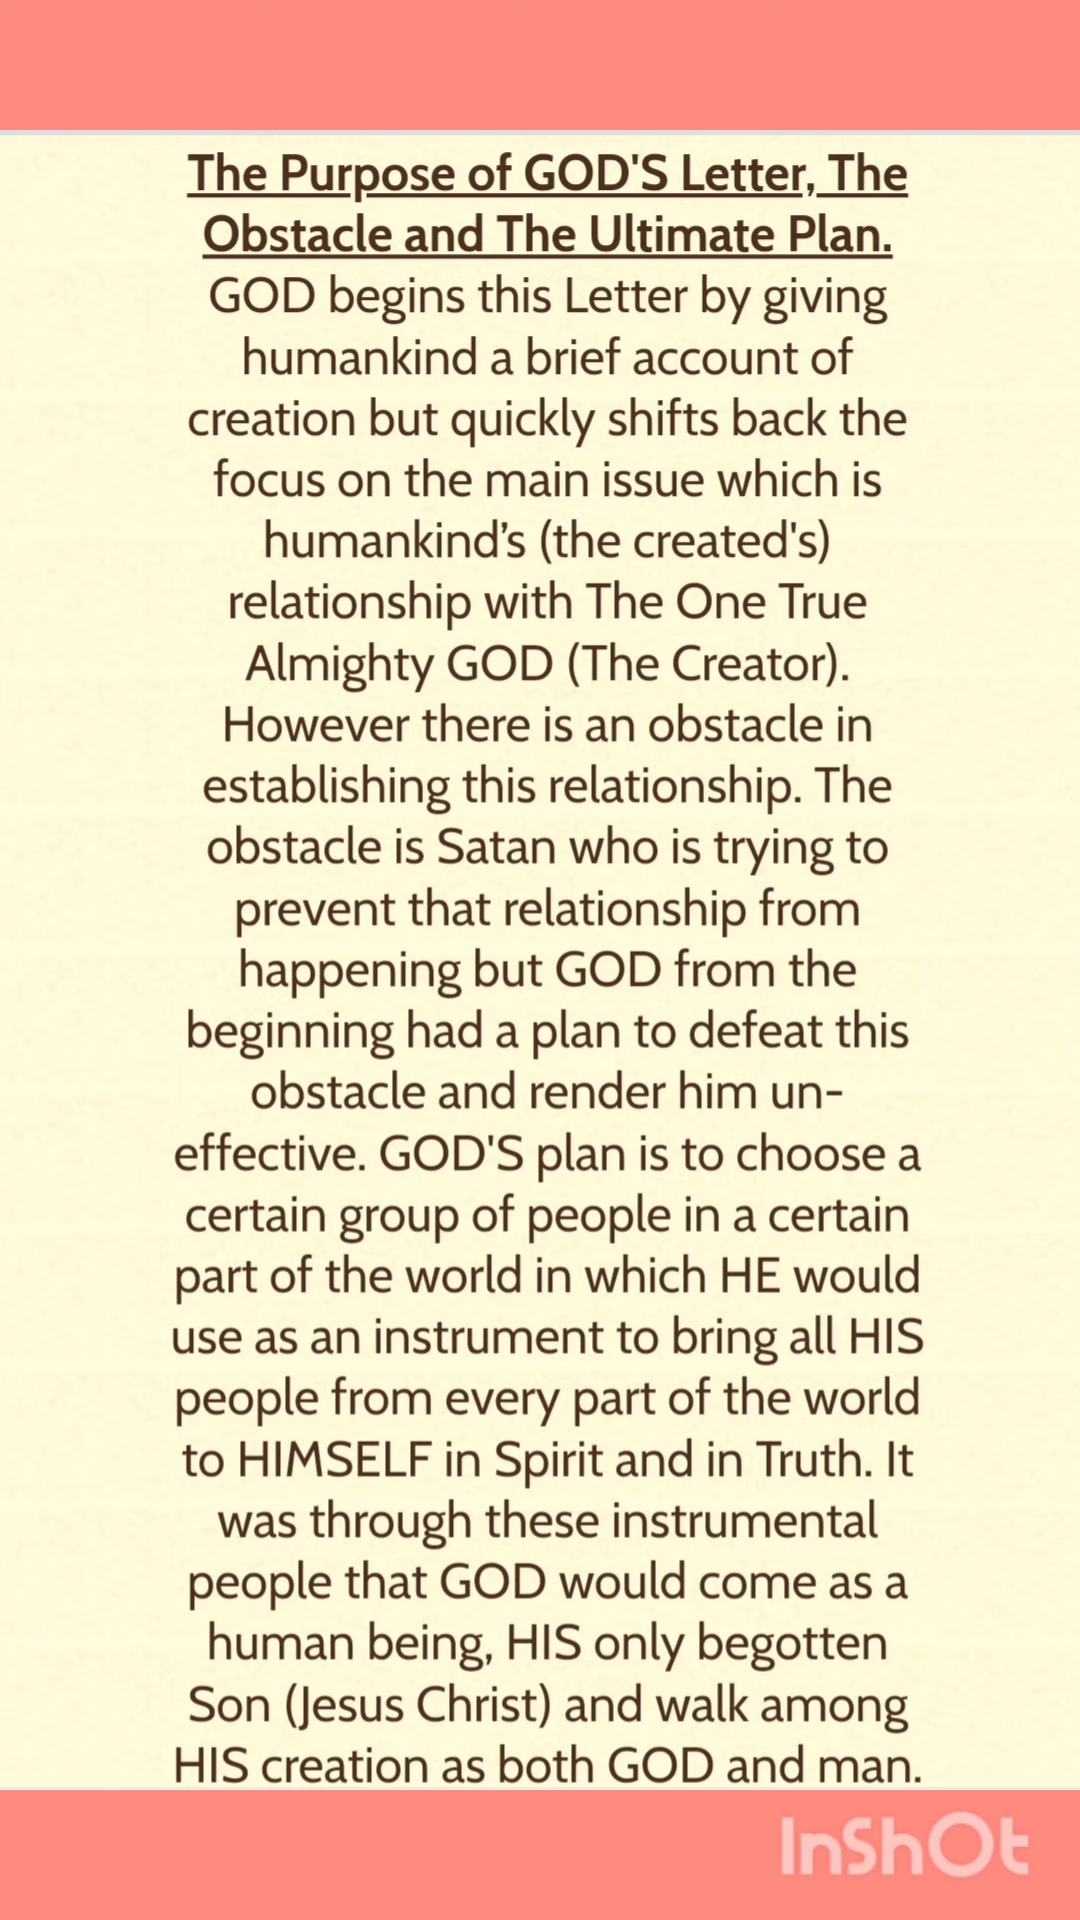 The Purpose of GOD'S Letter, The
Obstacle and The Ultimate Plan.
GOD begins this Letter by giving
humankind a brief account of
creation but quickly shifts back the
focus on the main issue which is
humankind’s (the created's)
relationship with The One True
Almighty GOD (The Creator).
However there is an obstacle in
establishing this relationship. The
obstacle is Satan who is trying to
prevent that relationship from
happening but GOD from the
beginning had a plan to defeat this
obstacle and render him un-
effective. GOD'S plan is to choose a
certain group of people in a certain
part of the world in which HE would
use as an instrument to bring all HIS
people from every part of the world
to HIMSELF in Spirit and in Truth. It
was through these instrumental
people that GOD would come as a
human being, HIS only begotten
Son (Jesus Christ) and walk among
HIS creation as both GOD and man.
InShOt